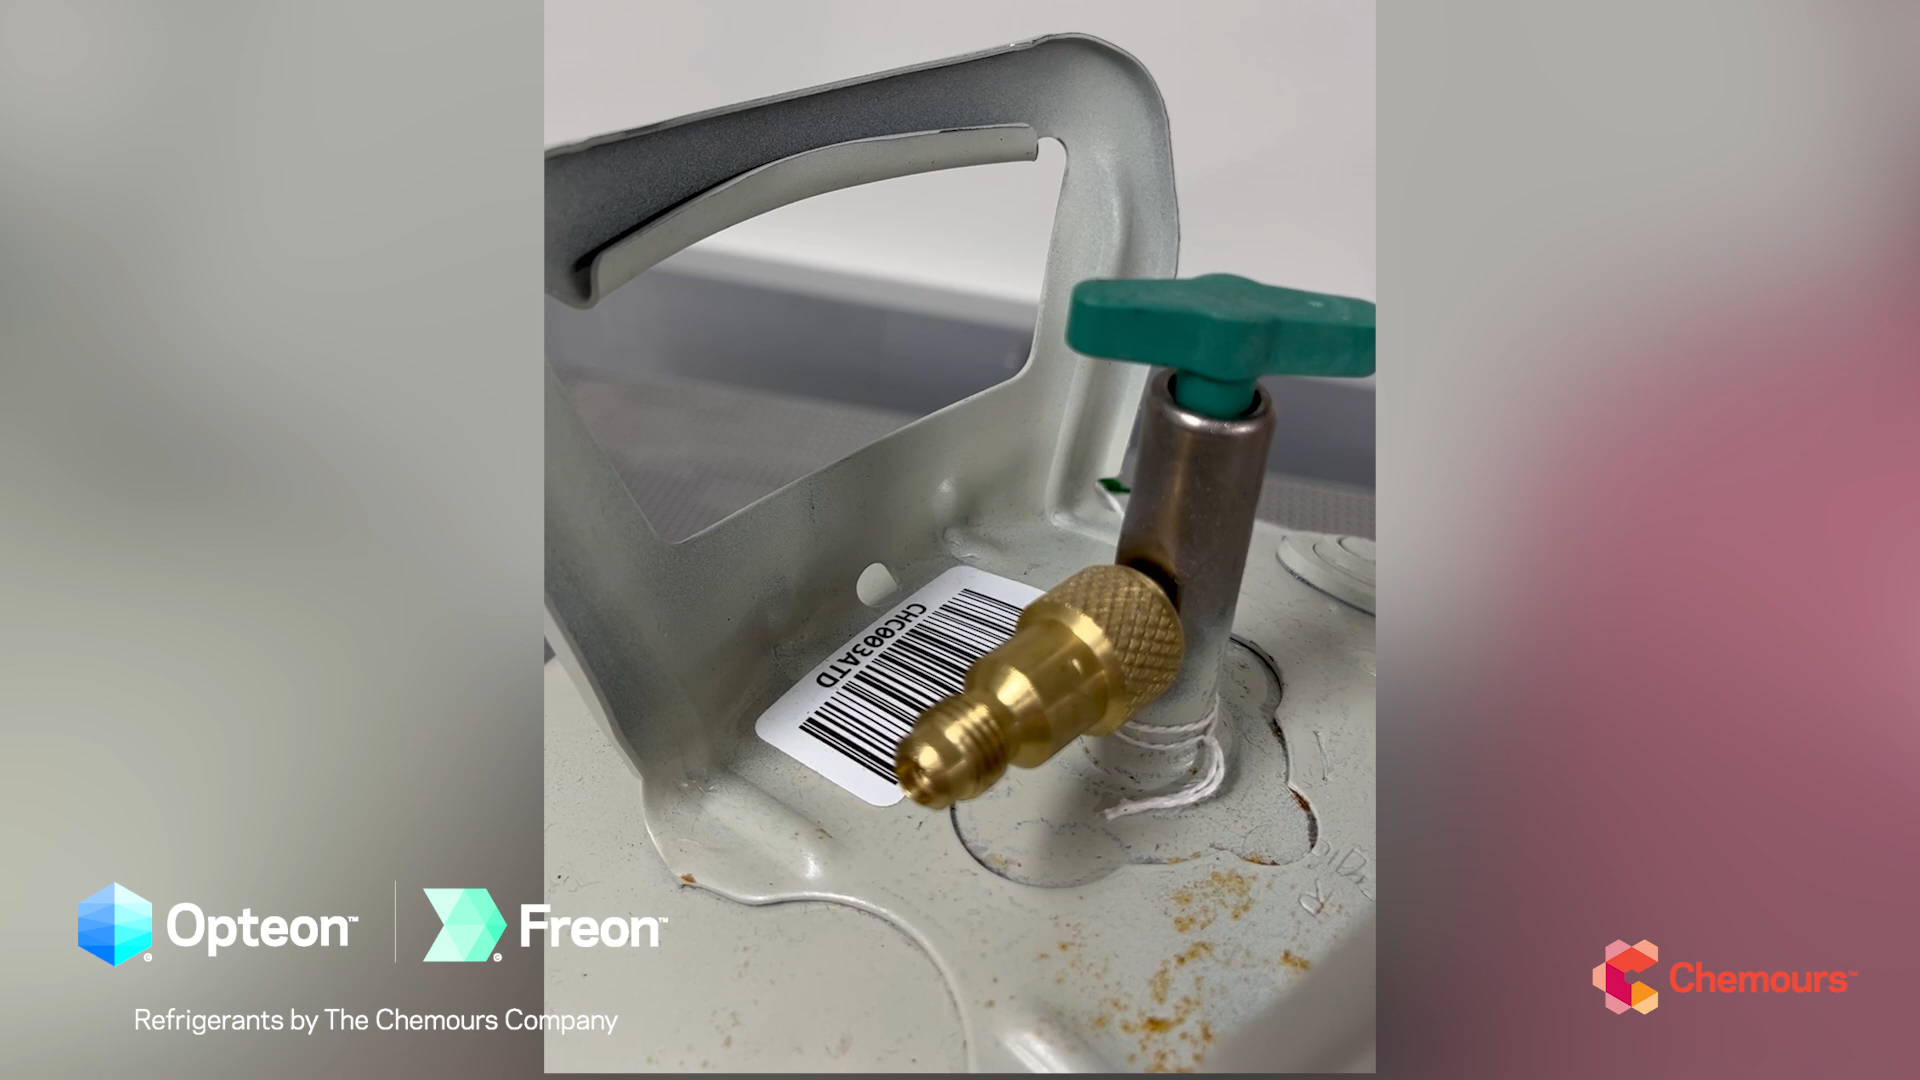 CHC003ATD
Opteon™
Freon™
Refrigerants by The Chemours Company
Chemours™